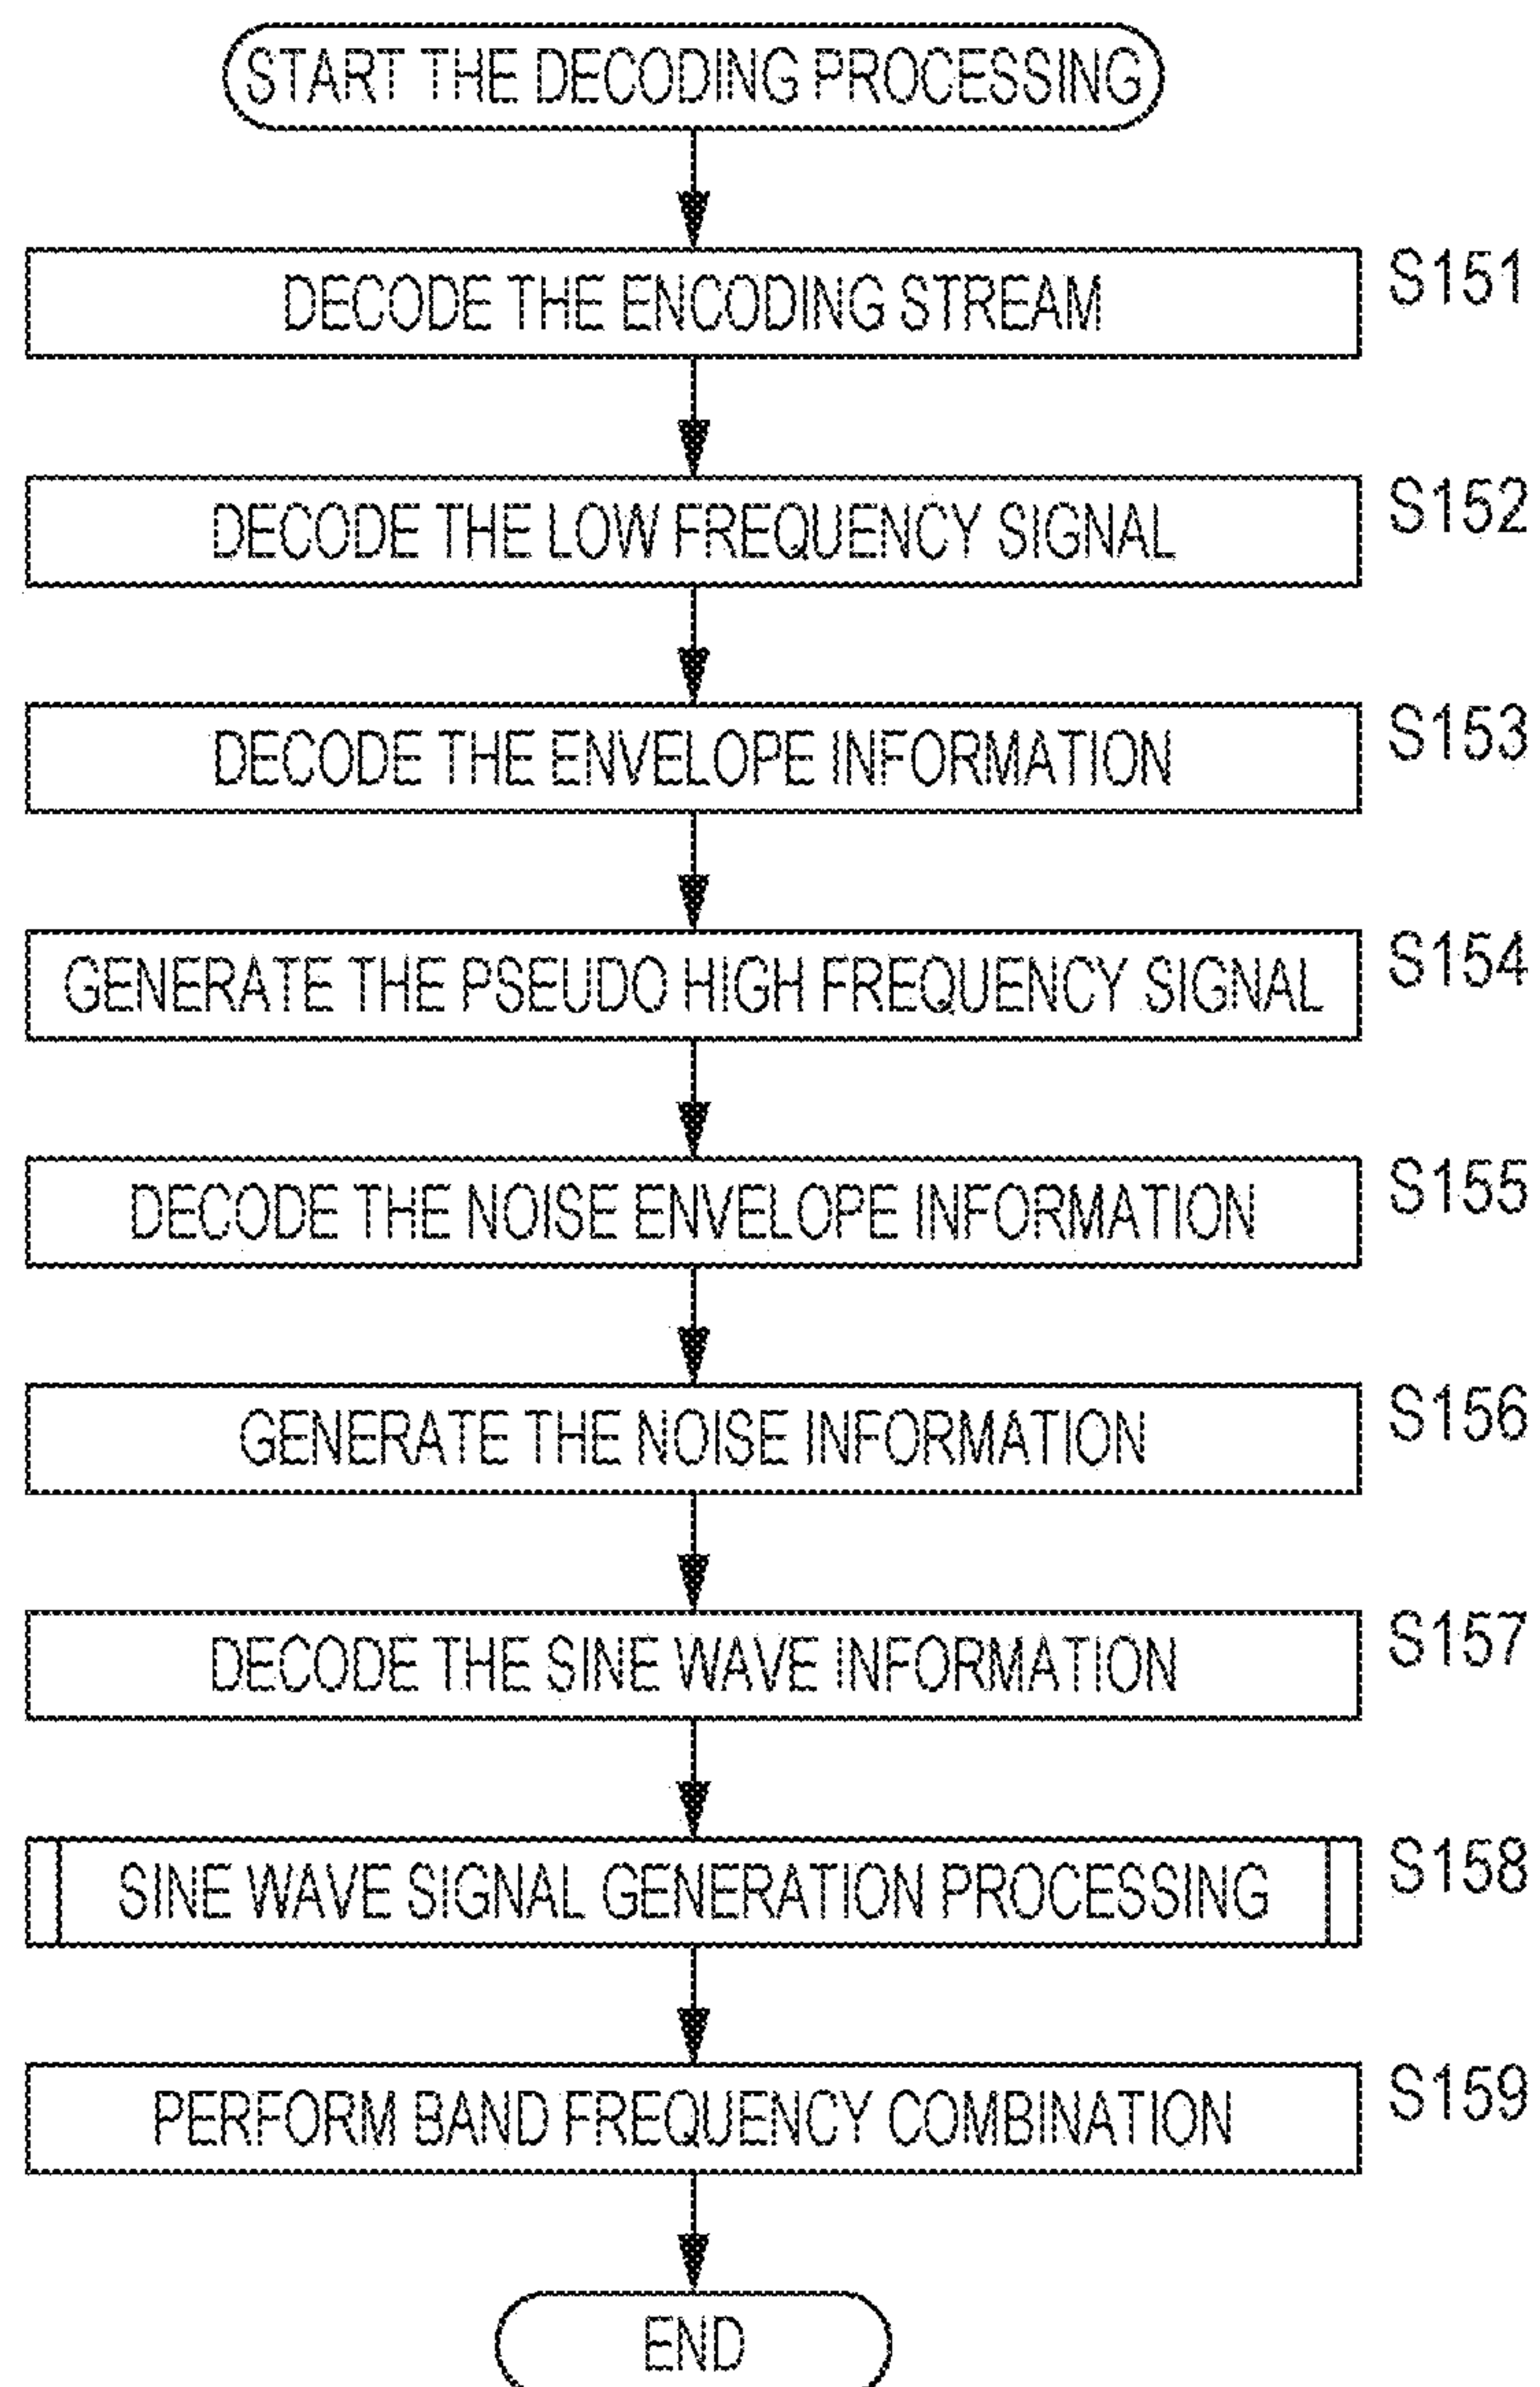 START THE DECODING PROCESSING
DECODE THE ENCODING STREAM S151
DECODE THE LOW FREQUENCY SIGNAL S152
DECODE THE ENVELOPE INFORMATION S153
GENERATE THE PSEUDO HIGH FREQUENCY SIGNAL S154
DECODE THE NOISE ENVELOPE INFORMATION S155
GENERATE THE NOISE INFORMATION S156
DECODE THE SINE WAVE INFORMATION S157
SINE WAVE SIGNAL GENERATION PROCESSING S158
PERFORM BAND FREQUENCY COMBINATION S159
END